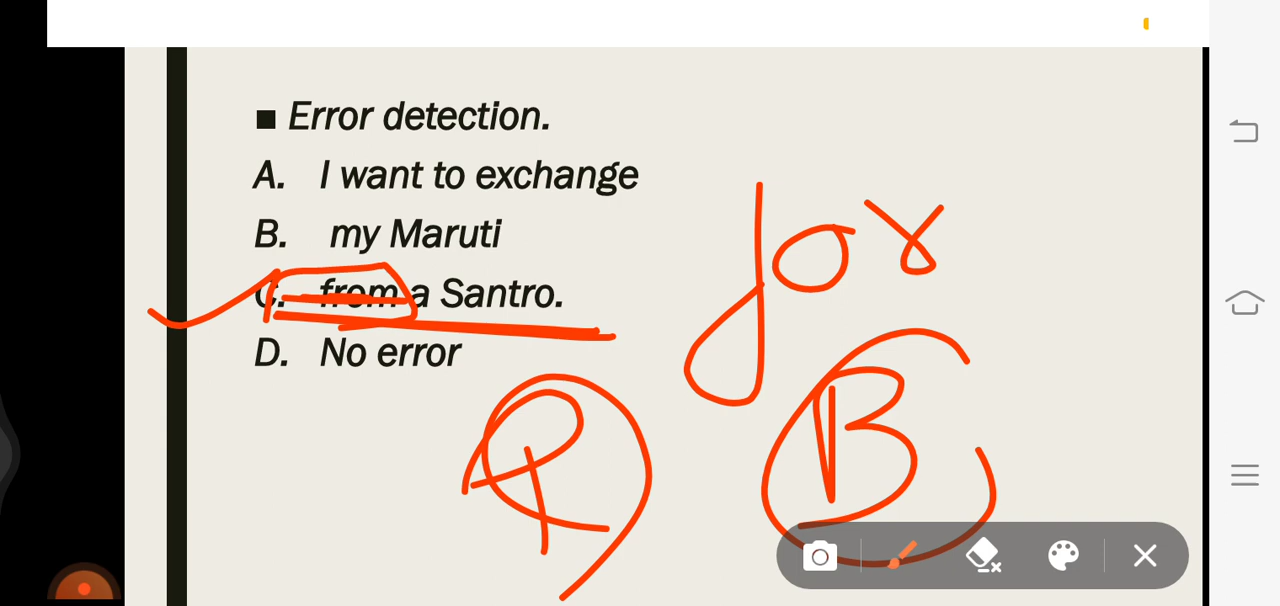 ■ Error detection.
A. I want to exchange
B. my Maruti
for
C. from a Santro.
D. No error
B